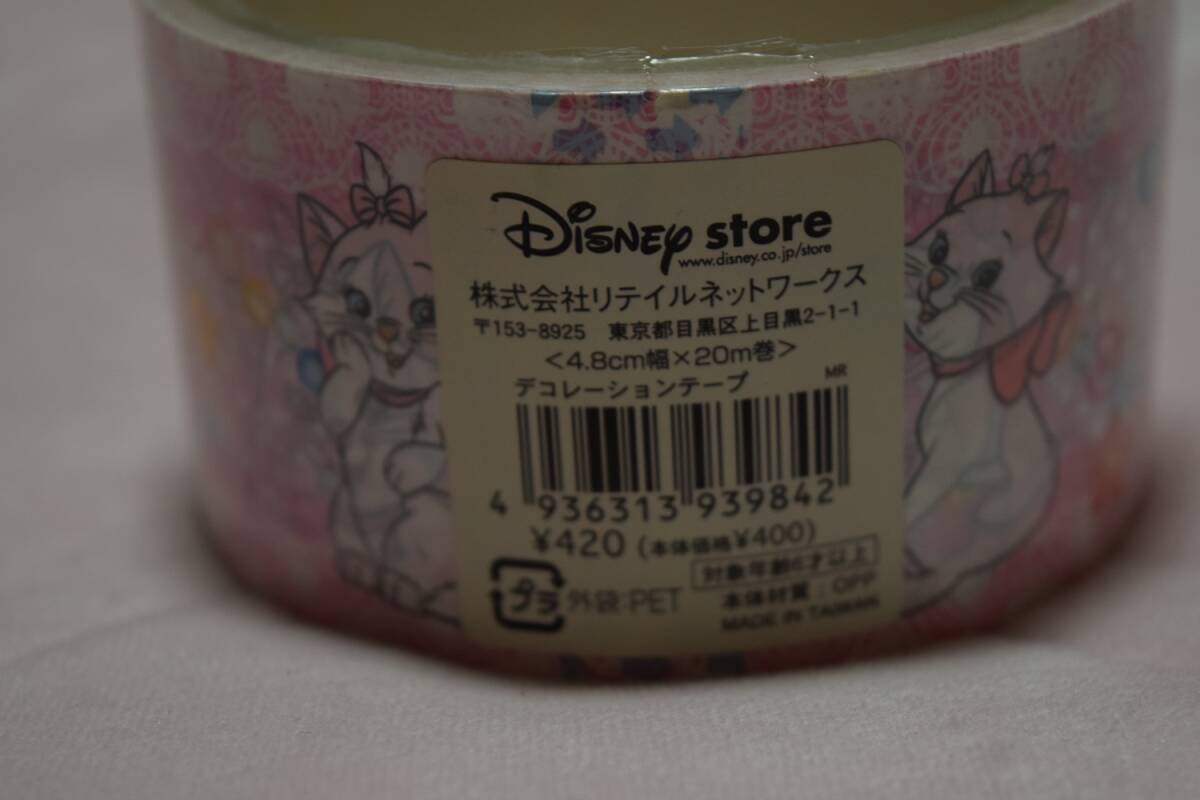 Disney store
www.disney.co.jp/store
株式会社リテイルネットワークス
〒153-8925 東京都目黒区上目黒2-1-1
<4.8cm幅×20m巻>
デコレーションテープ MR
4 936313 939842
¥420 (本体価格¥400)
対象年齢6才以上
プラ 外袋:PET
本体材質:OPP
MADE IN TAIWAN